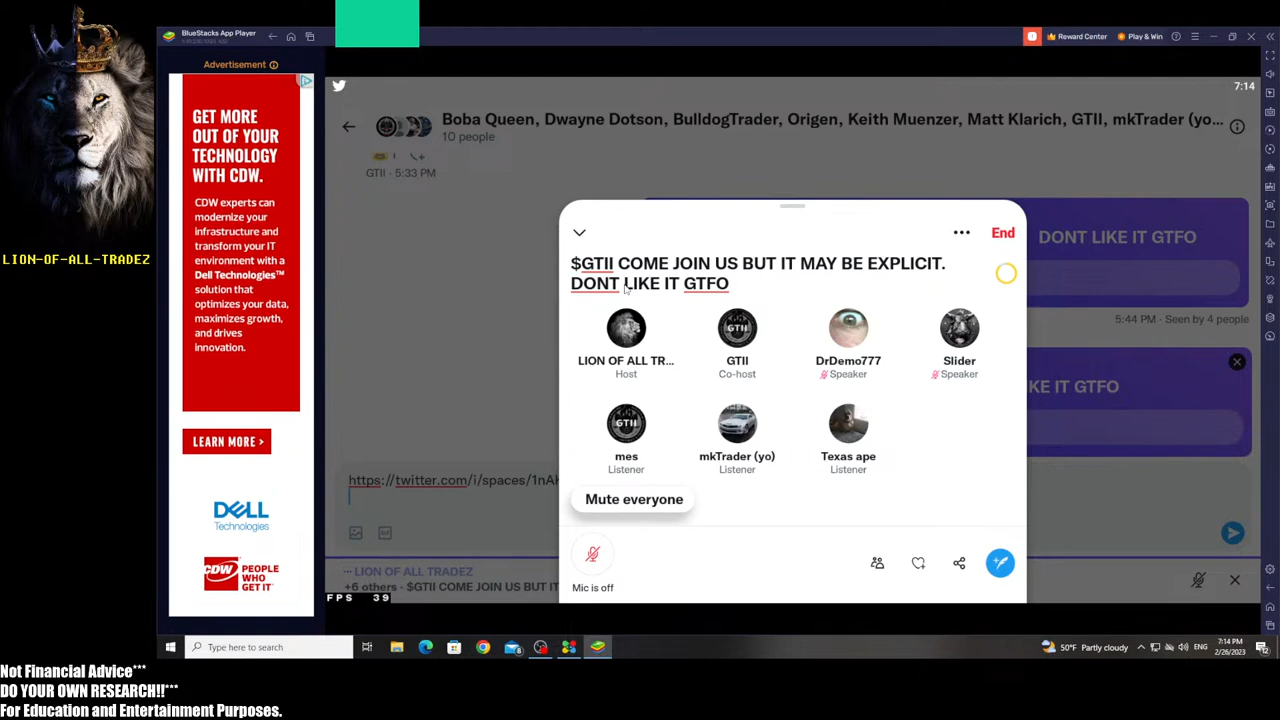 BlueStacks App Player
Reward Center
Play & Win
Advertisement
GET MORE
OUT OF YOUR
TECHNOLOGY
WITH CDW.
CDW experts can
modernize your
infrastructure and
transform your IT
environment with a
Dell Technologies™
solution that
optimizes your data,
maximizes growth,
and drives
innovation.
LEARN MORE >
DELL
Technologies
CDW
PEOPLE
WHO
GET IT
LION-OF-ALL-TRADEZ
7:14
Boba Queen, Dwayne Dotson, BulldogTrader, Origen, Keith Muenzer, Matt Klarich, GTII, mkTrader (yo...
10 people
GTII - 5:33 PM
DONT LIKE IT GTFO
5:44 PM · Seen by 4 people
KE IT GTFO
End
$GTII COME JOIN US BUT IT MAY BE EXPLICIT.
DONT LIKE IT GTFO
LION OF ALL TR...
Host
GTII
Co-host
DrDemo777
Speaker
Slider
Speaker
mes
Listener
mkTrader (yo)
Listener
Texas ape
Listener
Mute everyone
Mic is off
https://twitter.com/i/spaces/1nA
LION OF ALL TRADEZ
+6 others - $GTII COME JOIN US BUT IT
FPS 39
Type here to search
50°F Partly cloudy
ENG
7:14 PM
2/26/2023
Not Financial Advice***
DO YOUR OWN RESEARCH!!***
For Education and Entertainment Purposes.